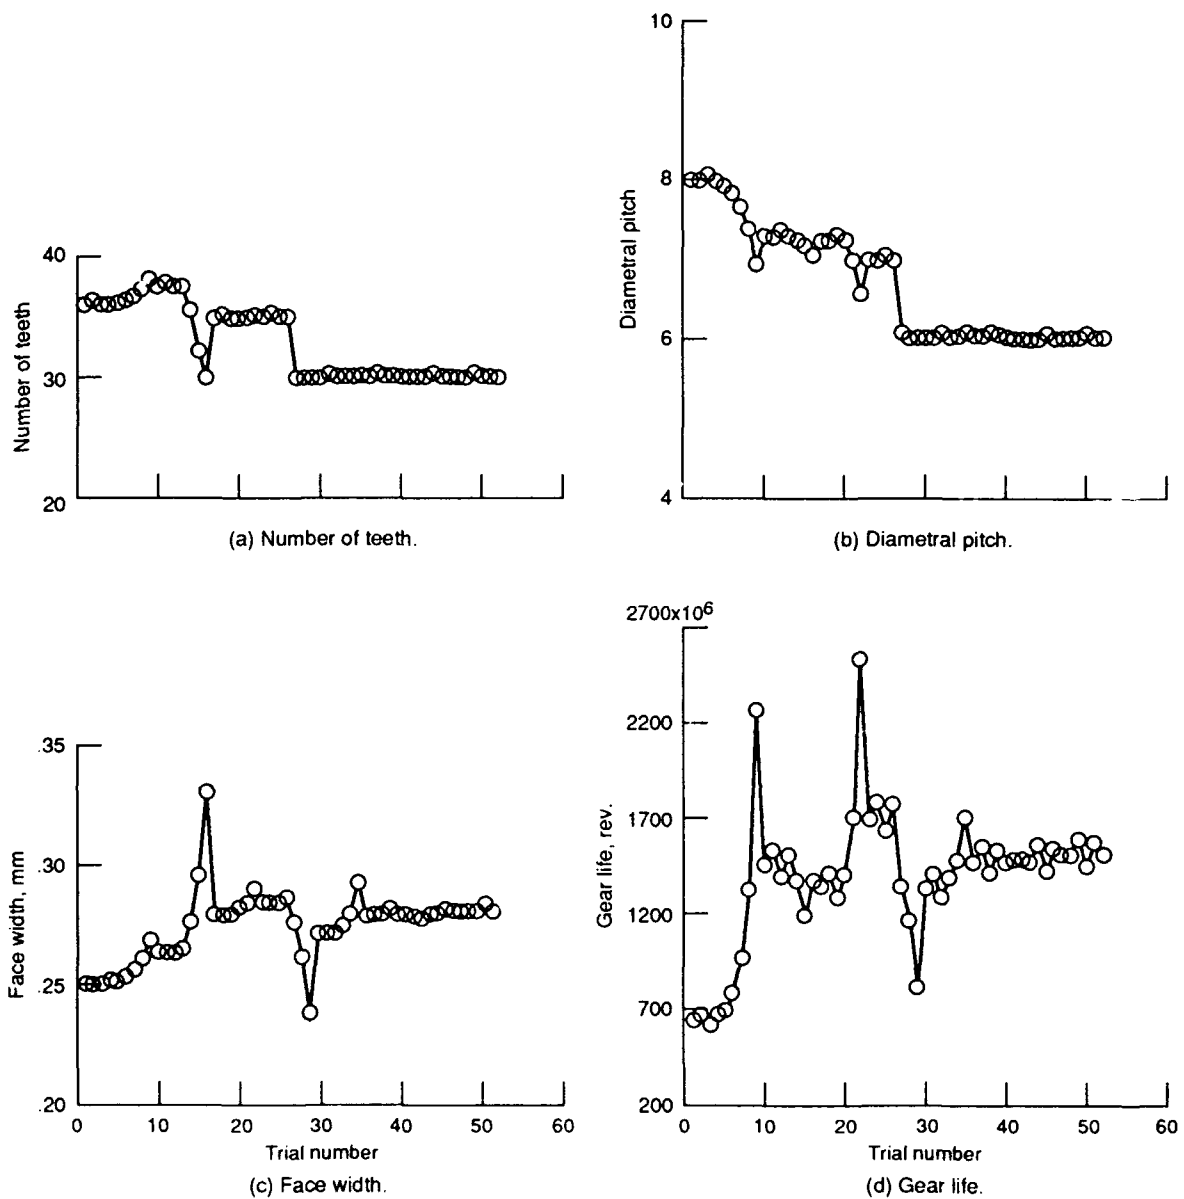 40
30
20
Number of teeth
(a) Number of teeth.
10
8
6
4
Diametral pitch
(b) Diametral pitch.
.35
.30
.25
.20
Face width, mm
0 10 20 30 40 50 60
Trial number
(c) Face width.
2700x10⁶
2200
1700
1200
700
200
Gear life, rev.
0 10 20 30 40 50 60
Trial number
(d) Gear life.